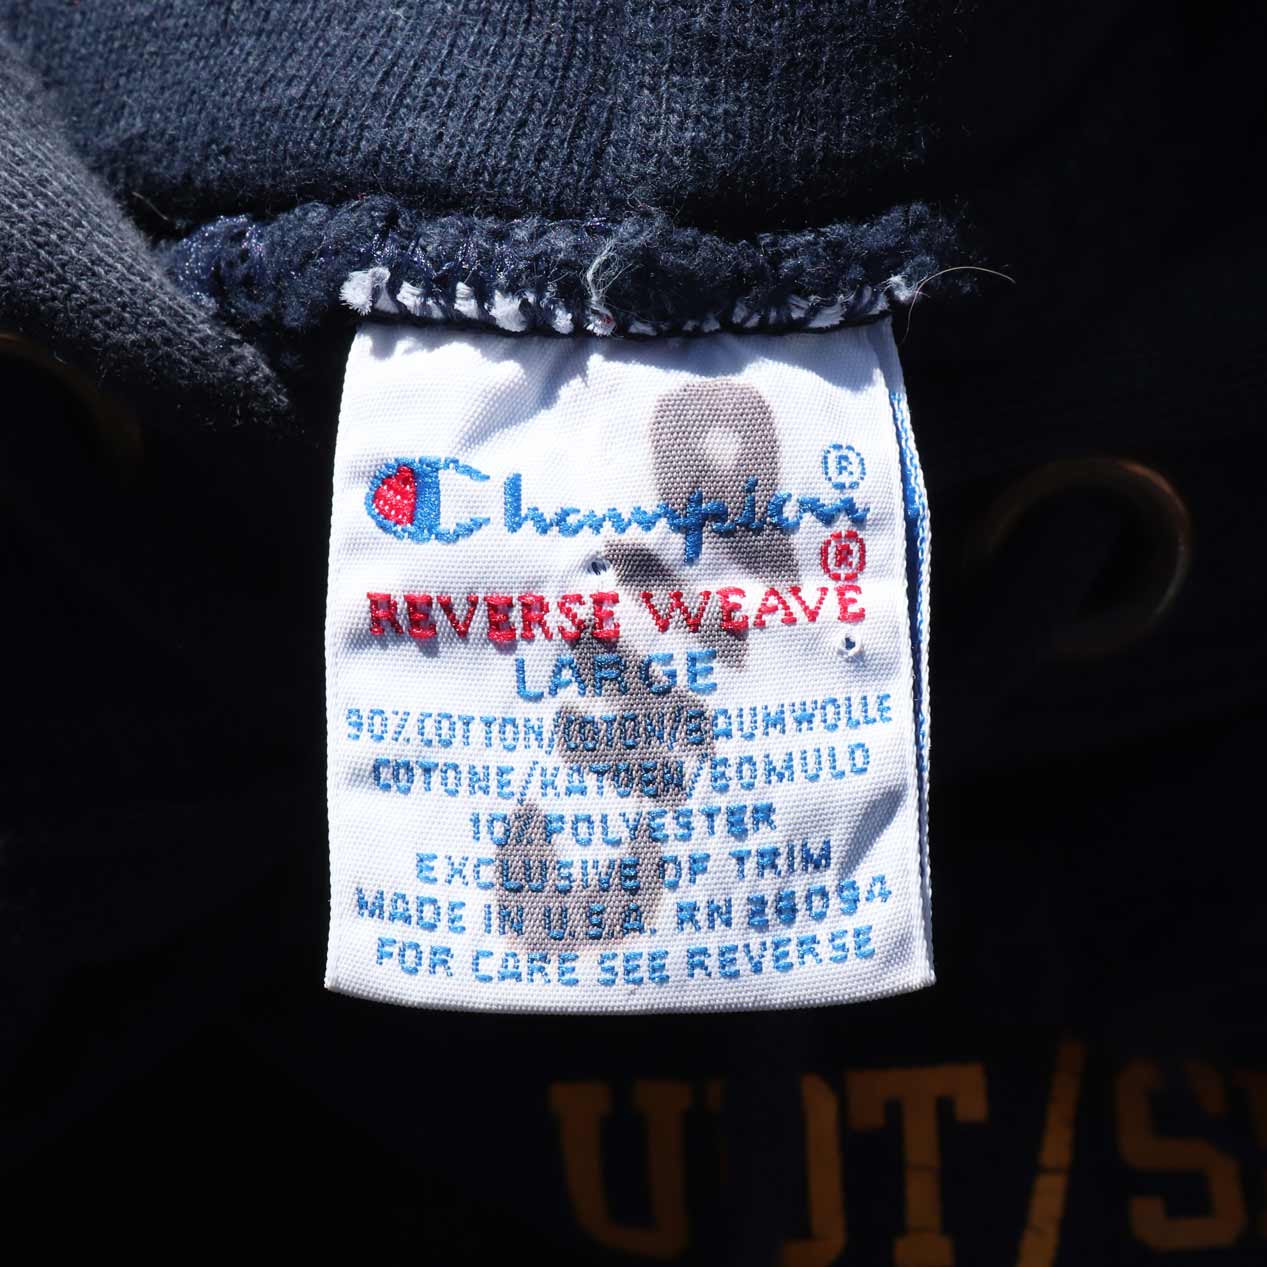 Champion®
®
REVERSE WEAVE
LARGE
90%COTTON/COTON/BAUMWOLLE
COTONE/KATOEN/BOMULD
10%POLYESTER
EXCLUSIVE OF TRIM
MADE IN U.S.A. RN 26094
FOR CARE SEE REVERSE